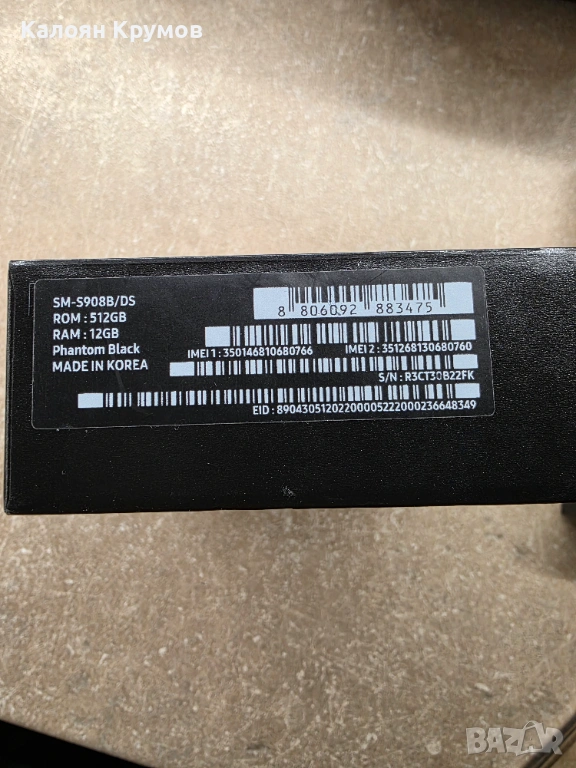 Калоян Крумов
SM-S908B/DS
ROM : 512GB
RAM : 12GB
Phantom Black
MADE IN KOREA
8 806092 883475
IMEI 1 : 350146810680766 IMEI 2 : 351268130680760
S/N : R3CT30B22FK
EID : 89043051202200005222000236648349
BAZAR